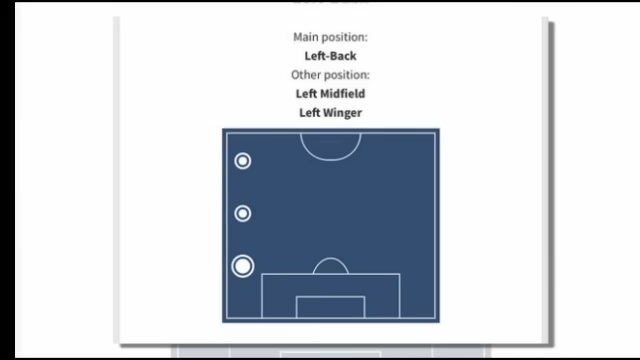 Main position:
Left-Back
Other position:
Left Midfield
Left Winger